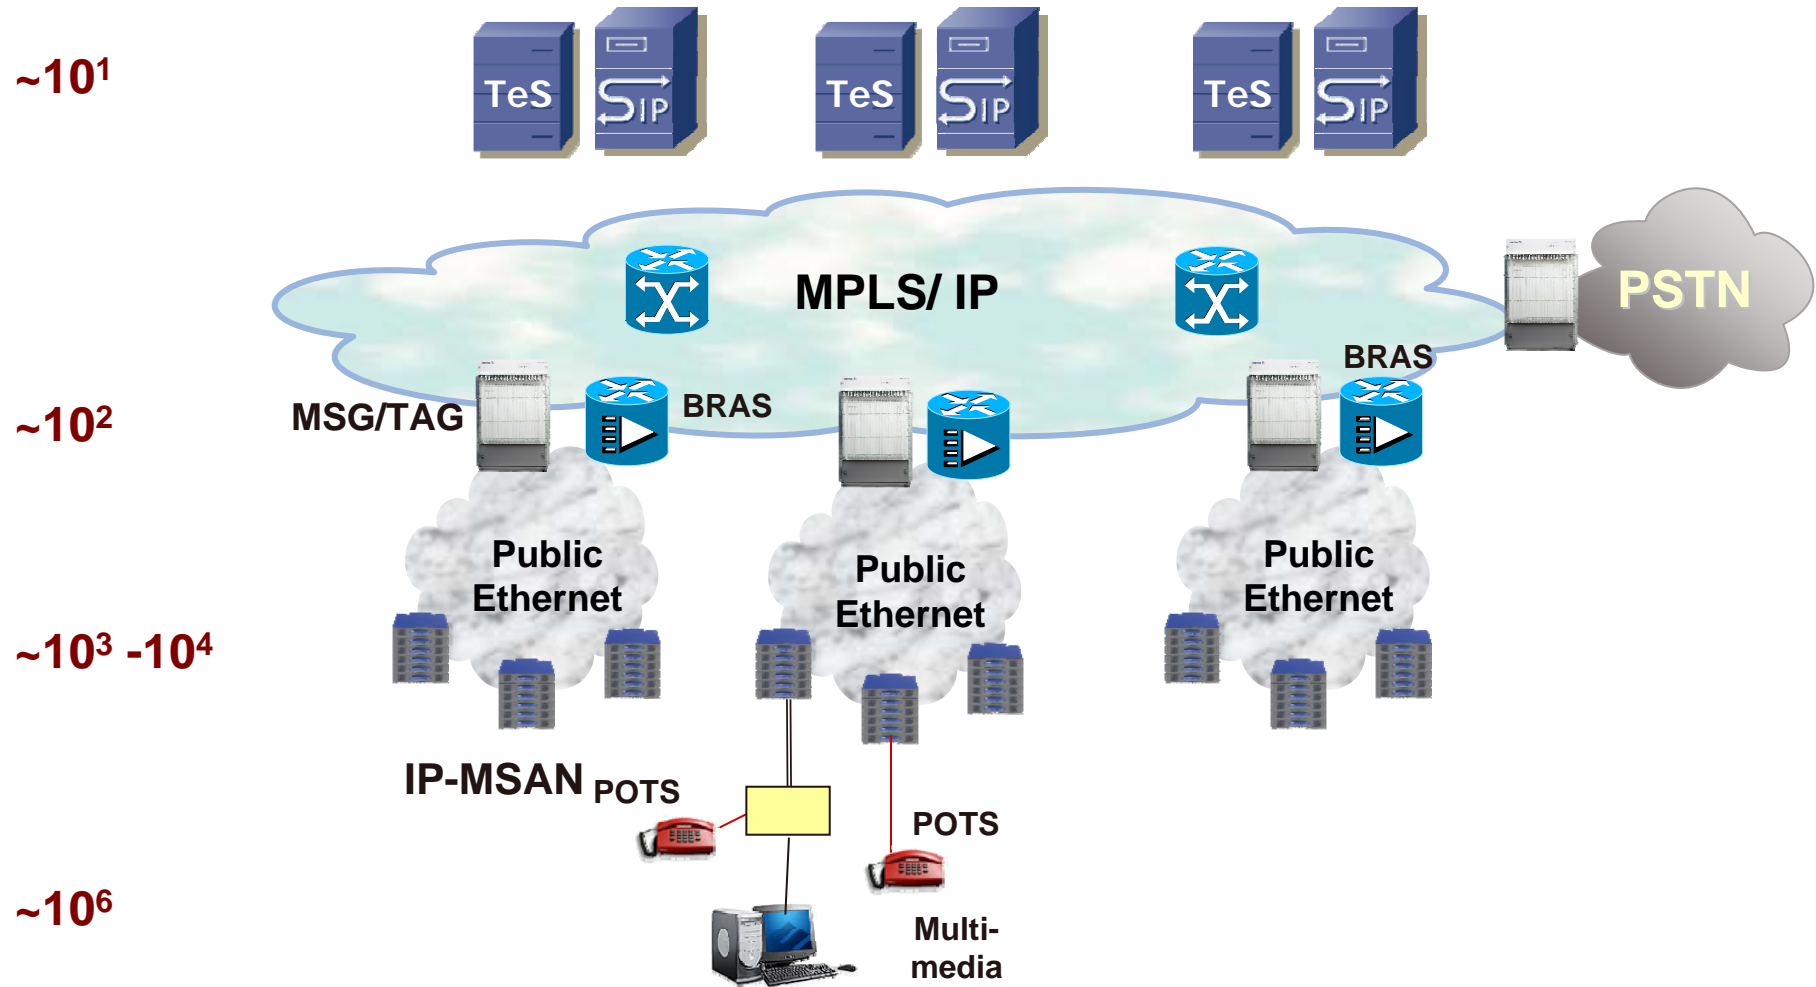 ~10¹
TeS
SIP
TeS
SIP
TeS
SIP
MPLS/ IP
PSTN
BRAS
~10²
MSG/TAG
BRAS
Public
Ethernet
Public
Ethernet
Public
Ethernet
~10³ -10⁴
IP-MSAN
POTS
POTS
~10⁶
Multi-
media